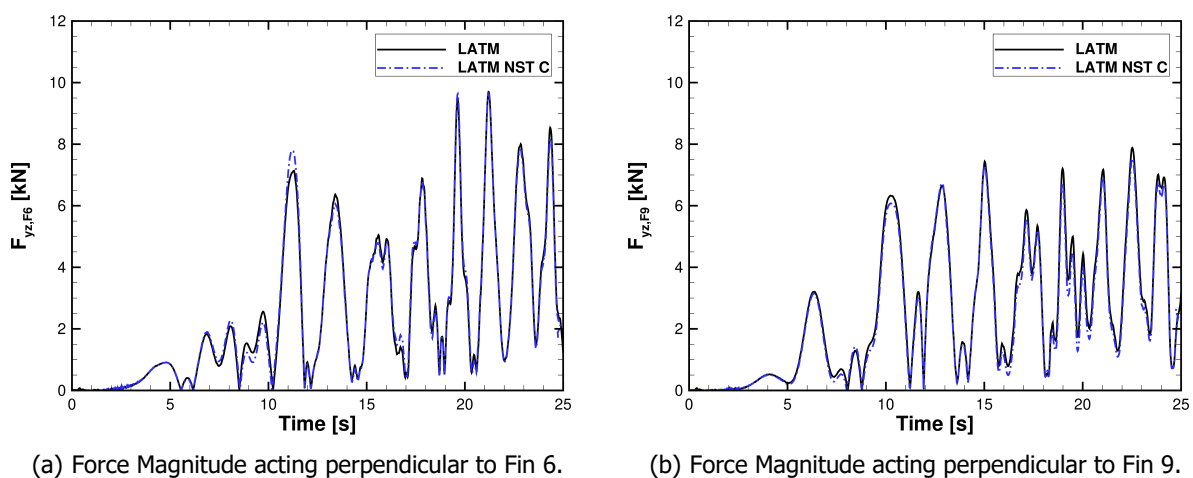 12
10
8
6
4
2
0
F_yz,F6 [kN]
LATM
LATM NST C
0 5 10 15 20 25
Time [s]
(a) Force Magnitude acting perpendicular to Fin 6.
12
10
8
6
4
2
0
F_yz,F9 [kN]
LATM
LATM NST C
0 5 10 15 20 25
Time [s]
(b) Force Magnitude acting perpendicular to Fin 9.